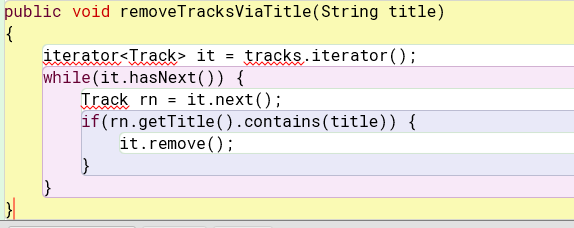 public void removeTracksViaTitle(String title)
{
iterator<Track> it = tracks.iterator();
while(it.hasNext()) {
Track rn = it.next();
if(rn.getTitle().contains(title)) {
it.remove();
}
}
}